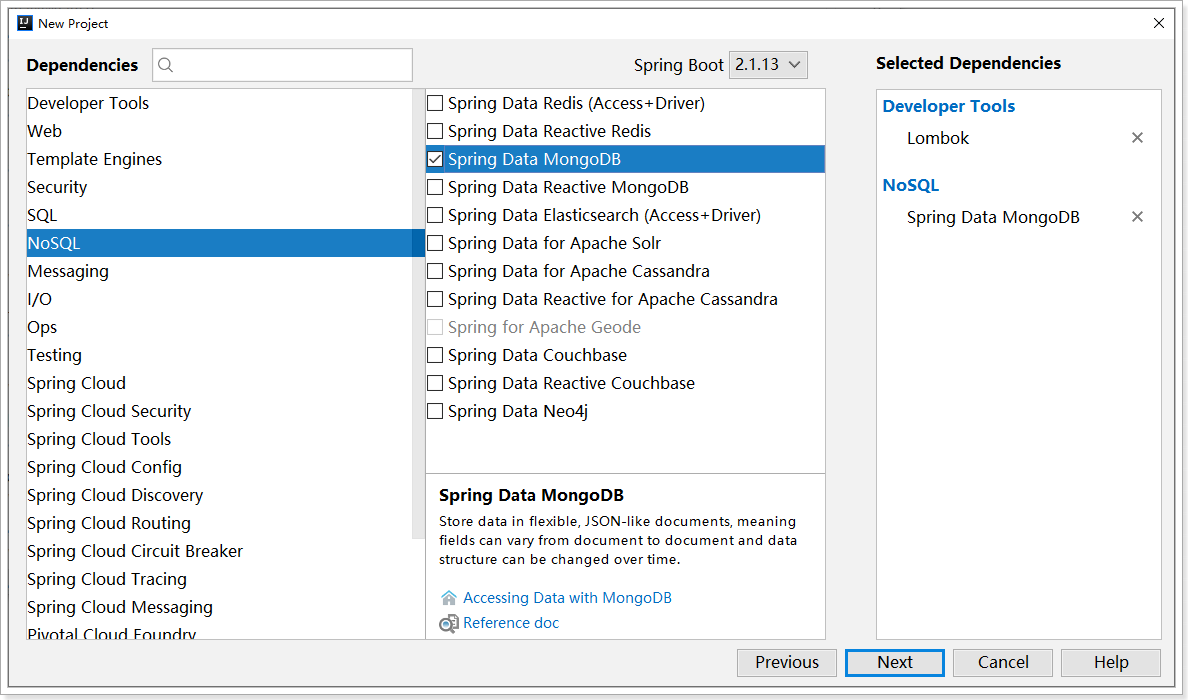 New Project
Dependencies
Spring Boot 2.1.13
Selected Dependencies
Developer Tools
Web
Template Engines
Security
SQL
NoSQL
Messaging
I/O
Ops
Testing
Spring Cloud
Spring Cloud Security
Spring Cloud Tools
Spring Cloud Config
Spring Cloud Discovery
Spring Cloud Routing
Spring Cloud Circuit Breaker
Spring Cloud Tracing
Spring Cloud Messaging
Pivotal Cloud Foundry
Spring Data Redis (Access+Driver)
Spring Data Reactive Redis
Spring Data MongoDB
Spring Data Reactive MongoDB
Spring Data Elasticsearch (Access+Driver)
Spring Data for Apache Solr
Spring Data for Apache Cassandra
Spring Data Reactive for Apache Cassandra
Spring for Apache Geode
Spring Data Couchbase
Spring Data Reactive Couchbase
Spring Data Neo4j
Spring Data MongoDB
Store data in flexible, JSON-like documents, meaning
fields can vary from document to document and data
structure can be changed over time.
Accessing Data with MongoDB
Reference doc
Developer Tools
Lombok
NoSQL
Spring Data MongoDB
Previous
Next
Cancel
Help